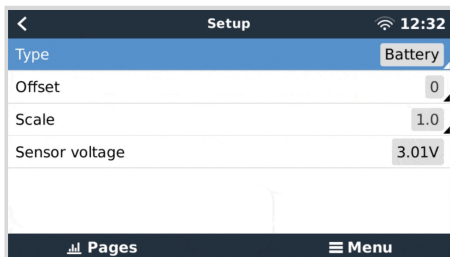 Setup 12:32
Type Battery
Offset 0
Scale 1.0
Sensor voltage 3.01V
Pages Menu